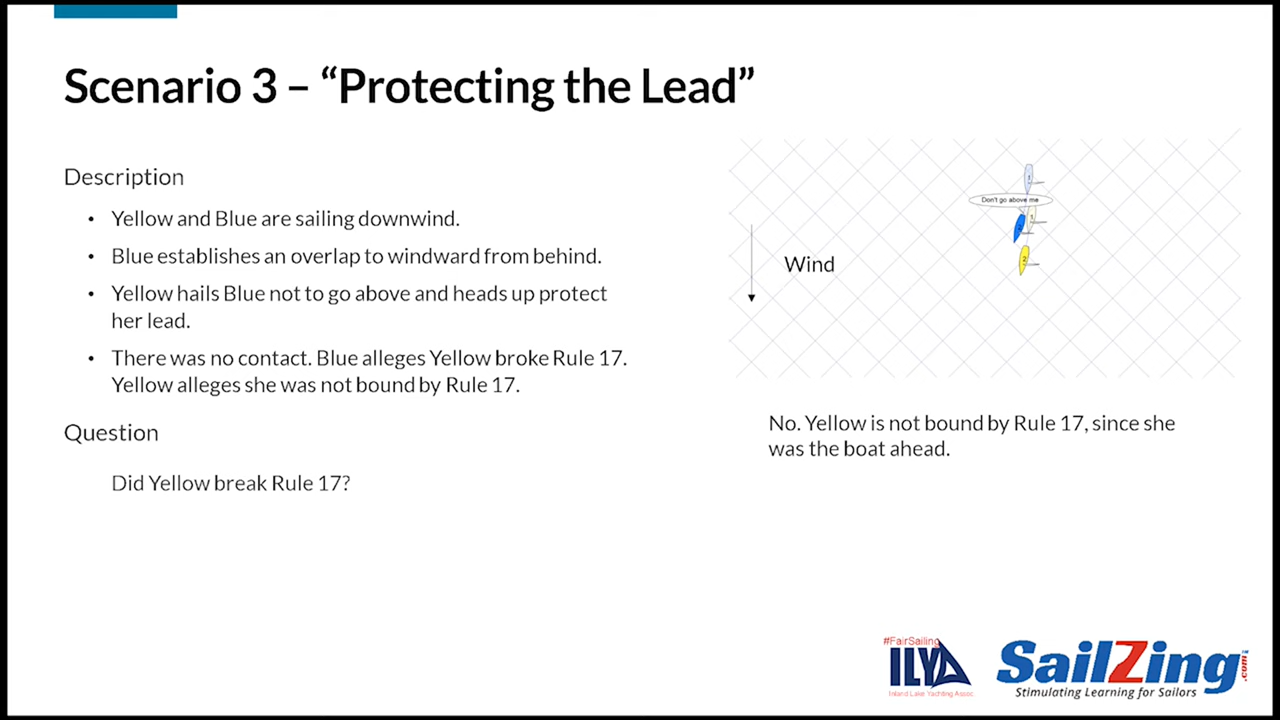 Scenario 3 – “Protecting the Lead”
Description
• Yellow and Blue are sailing downwind.
• Blue establishes an overlap to windward from behind.
• Yellow hails Blue not to go above and heads up protect
her lead.
• There was no contact. Blue alleges Yellow broke Rule 17.
Yellow alleges she was not bound by Rule 17.
Question
Did Yellow break Rule 17?
Don't go above me
Wind
No. Yellow is not bound by Rule 17, since she
was the boat ahead.
#FairSailing
ILYA
Inland Lake Yachting Assoc.
SailZing.com
Stimulating Learning for Sailors